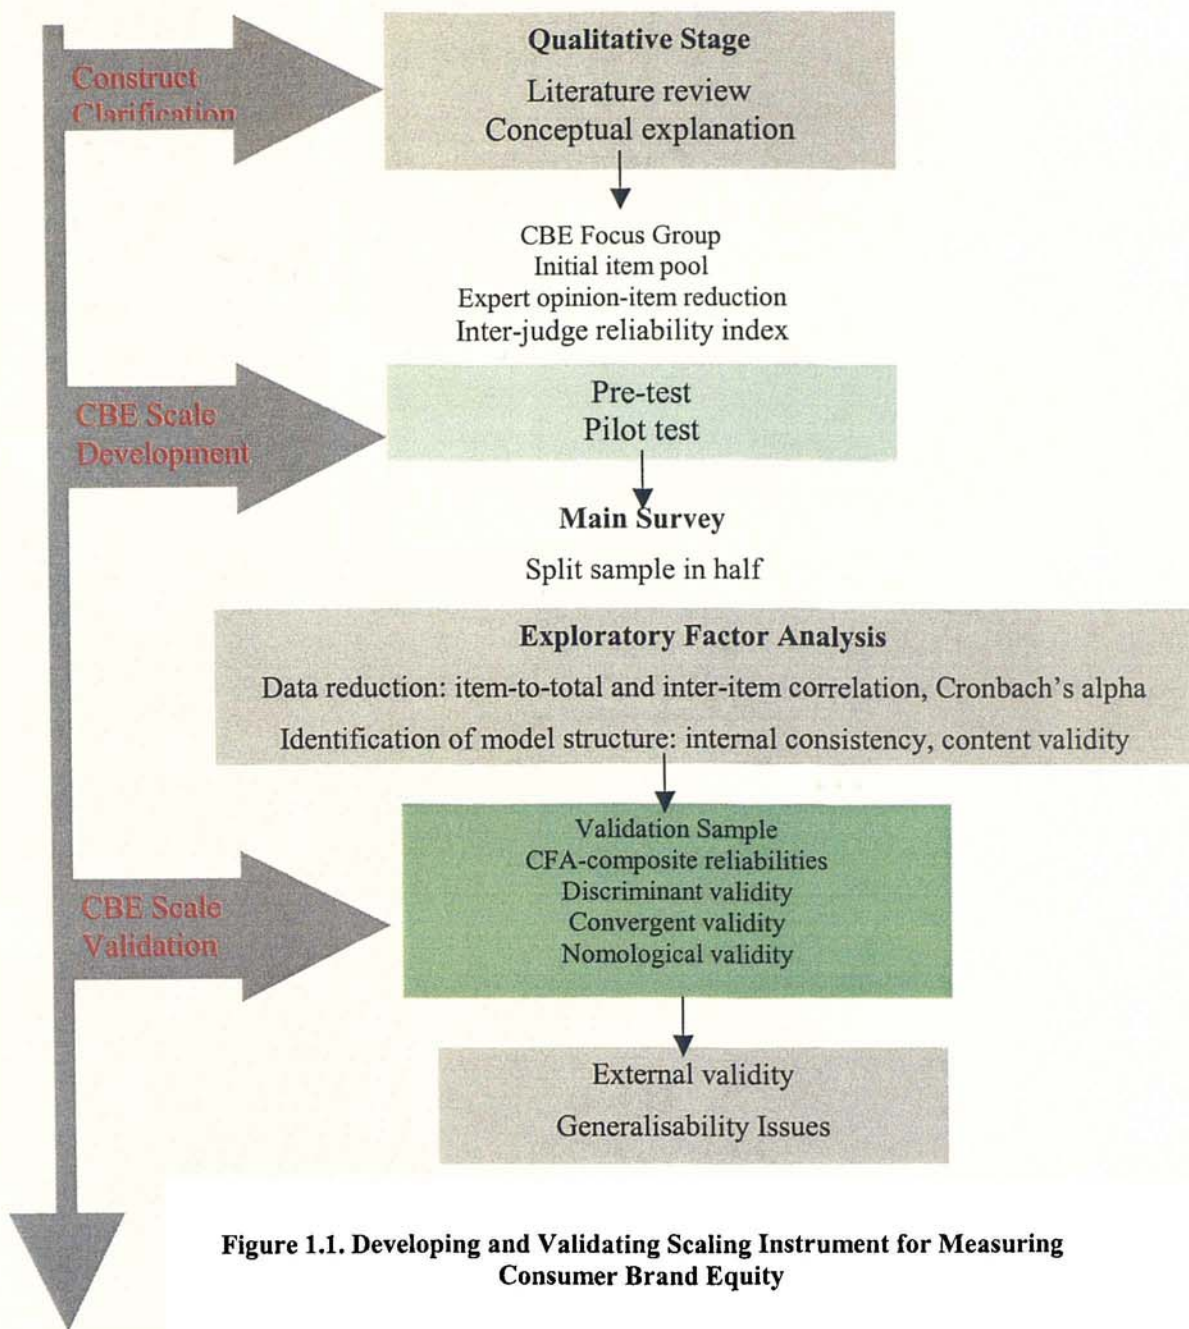 Construct
Clarification
Qualitative Stage
Literature review
Conceptual explanation
CBE Focus Group
Initial item pool
Expert opinion-item reduction
Inter-judge reliability index
CBE Scale
Development
Pre-test
Pilot test
Main Survey
Split sample in half
Exploratory Factor Analysis
Data reduction: item-to-total and inter-item correlation, Cronbach's alpha
Identification of model structure: internal consistency, content validity
CBE Scale
Validation
Validation Sample
CFA-composite reliabilities
Discriminant validity
Convergent validity
Nomological validity
External validity
Generalisability Issues
Figure 1.1. Developing and Validating Scaling Instrument for Measuring
Consumer Brand Equity